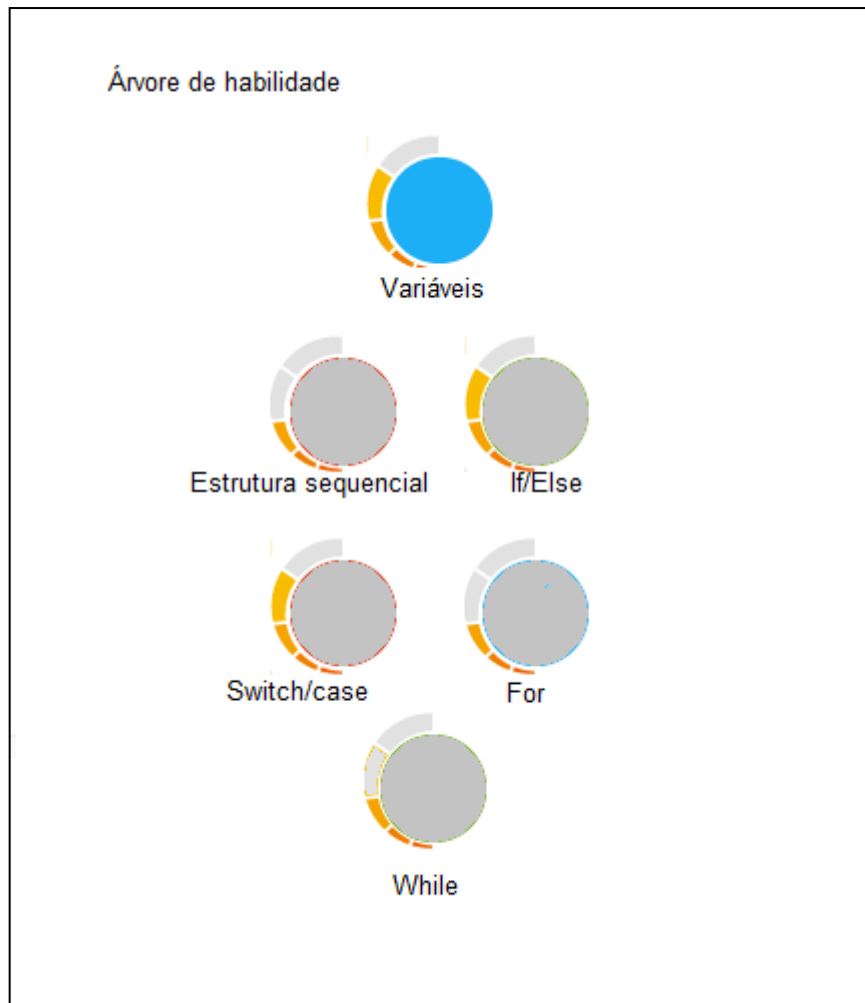 Árvore de habilidade
Variáveis
Estrutura sequencial
If/Else
Switch/case
For
While